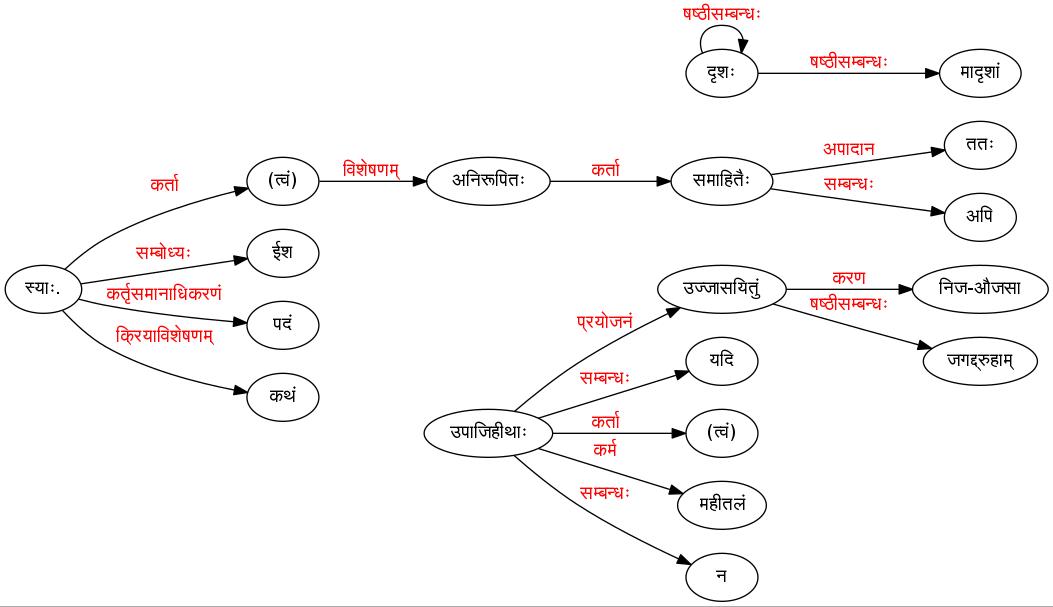 षष्ठीसम्बन्धः
दृशः
षष्ठीसम्बन्धः
मादृशां
कर्ता
(त्वं)
विशेषणम्
अनिरूपितः
कर्ता
समाहितैः
अपादान
ततः
सम्बन्धः
अपि
स्याः.
सम्बोध्यः
ईश
कर्तृसमानाधिकरणं
पदं
क्रियाविशेषणम्
कथं
उपाजिहीथाः
प्रयोजनं
उज्जासयितुं
करण
निज-औजसा
षष्ठीसम्बन्धः
जगद्द्रुहाम्
सम्बन्धः
यदि
कर्ता
(त्वं)
कर्म
महीतलं
सम्बन्धः
न